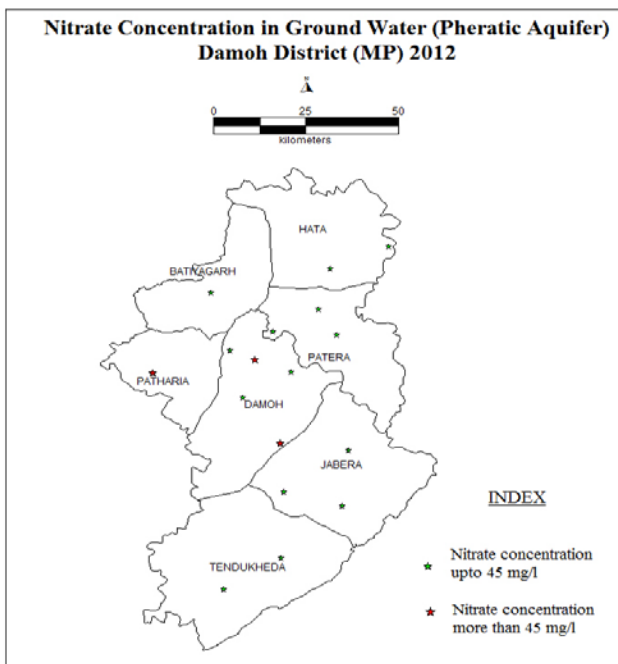 Nitrate Concentration in Ground Water (Pheratic Aquifer)
Damoh District (MP) 2012
N
0 25 50
kilometers
HATA
BATIYAGARH
PATERA
PATHARIA
DAMOH
JABERA
TENDUKHEDA
INDEX
Nitrate concentration
upto 45 mg/l
Nitrate concentration
more than 45 mg/l